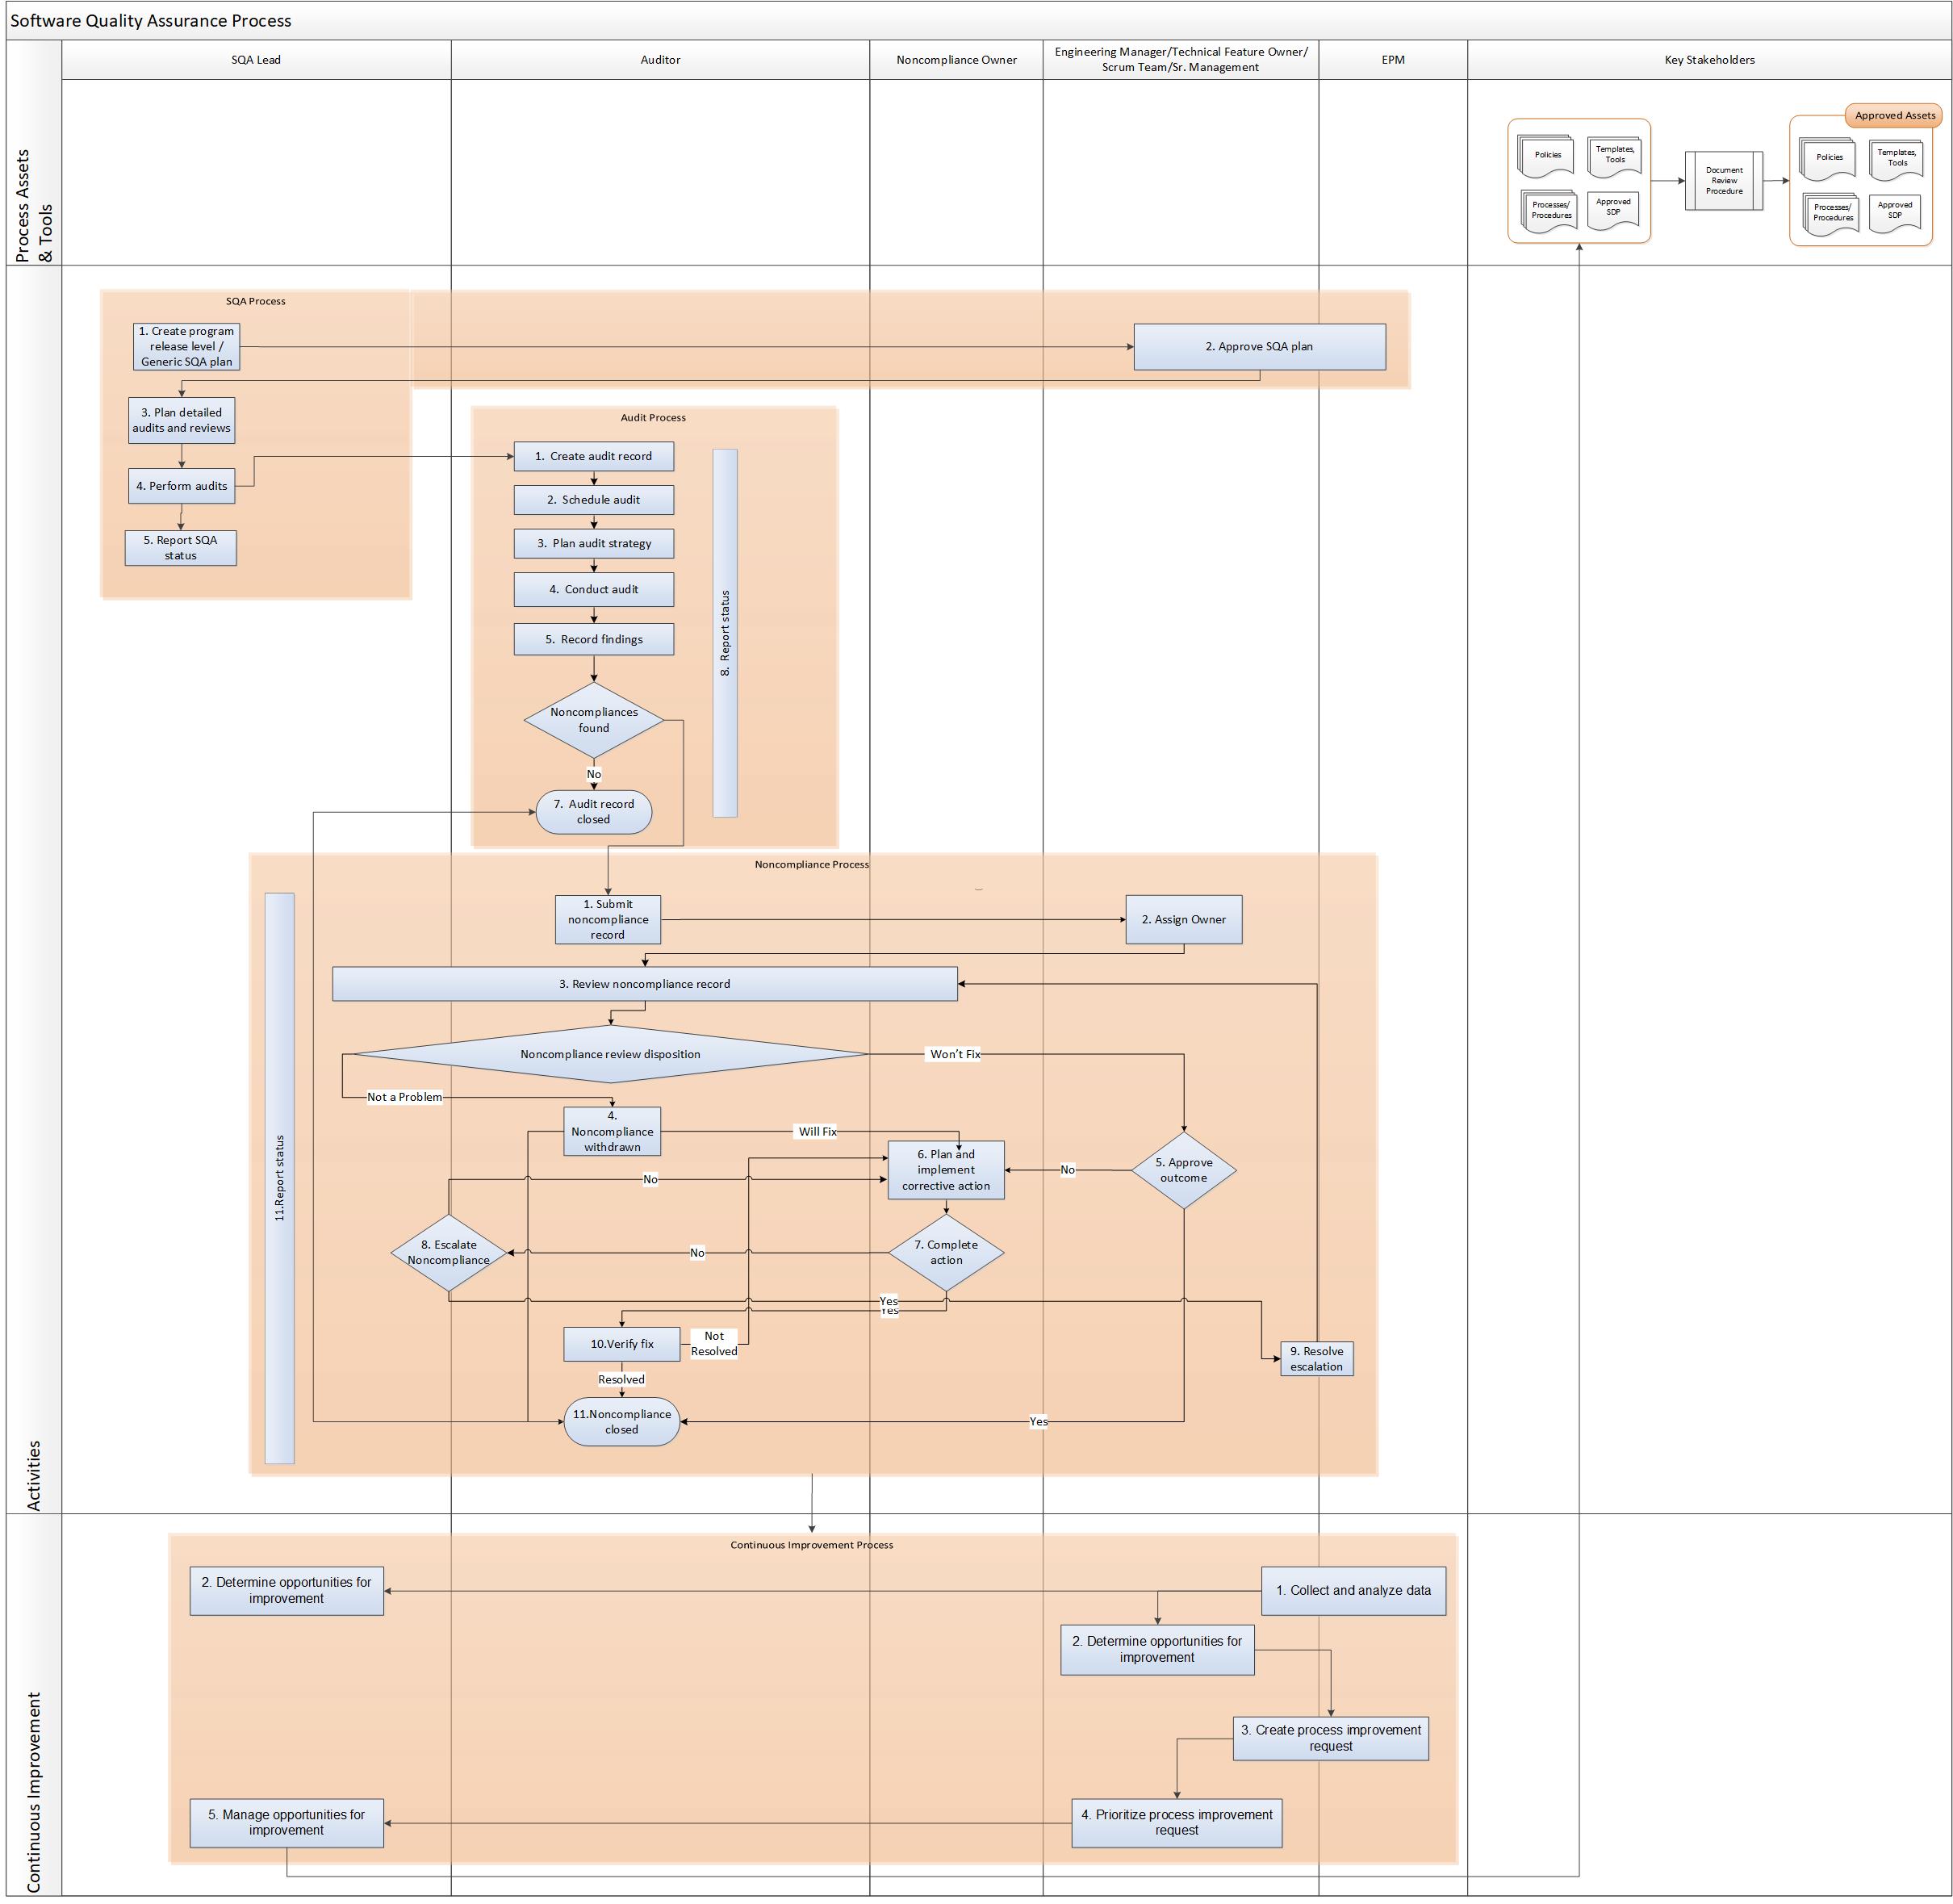 Software Quality Assurance Process
SQA Lead
Auditor
Noncompliance Owner
Engineering Manager/Technical Feature Owner/
Scrum Team/Sr. Management
EPM
Key Stakeholders
Process Assets
& Tools
Policies
Templates,
Tools
Processes/
Procedures
Approved
SDP
Document
Review
Procedure
Approved Assets
Policies
Templates,
Tools
Processes/
Procedures
Approved
SDP
Activities
SQA Process
1. Create program
release level /
Generic SQA plan
2. Approve SQA plan
3. Plan detailed
audits and reviews
4. Perform audits
5. Report SQA
status
Audit Process
1. Create audit record
2. Schedule audit
3. Plan audit strategy
4. Conduct audit
5. Record findings
Noncompliances
found
No
7. Audit record
closed
8. Report status
Noncompliance Process
1. Submit
noncompliance
record
2. Assign Owner
3. Review noncompliance record
Noncompliance review disposition
Won't Fix
Not a Problem
4.
Noncompliance
withdrawn
Will Fix
6. Plan and
implement
corrective action
No
5. Approve
outcome
No
8. Escalate
Noncompliance
No
7. Complete
action
Yes
Yes
10.Verify fix
Not
Resolved
9. Resolve
escalation
Resolved
11.Noncompliance
closed
Yes
11.Report status
Continuous Improvement
Continuous Improvement Process
2. Determine opportunities for
improvement
1. Collect and analyze data
2. Determine opportunities for
improvement
3. Create process improvement
request
5. Manage opportunities for
improvement
4. Prioritize process improvement
request